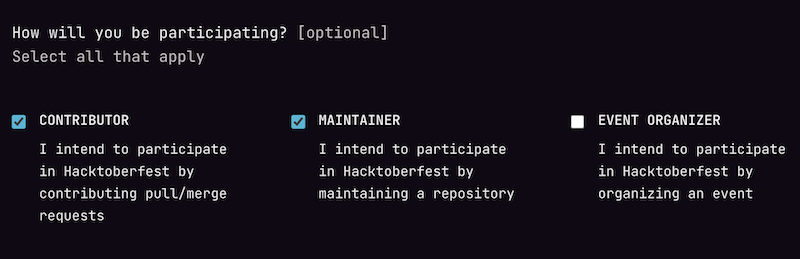 How will you be participating? [optional]
Select all that apply
CONTRIBUTOR
I intend to participate
in Hacktoberfest by
contributing pull/merge
requests
MAINTAINER
I intend to participate
in Hacktoberfest by
maintaining a repository
EVENT ORGANIZER
I intend to participate
in Hacktoberfest by
organizing an event